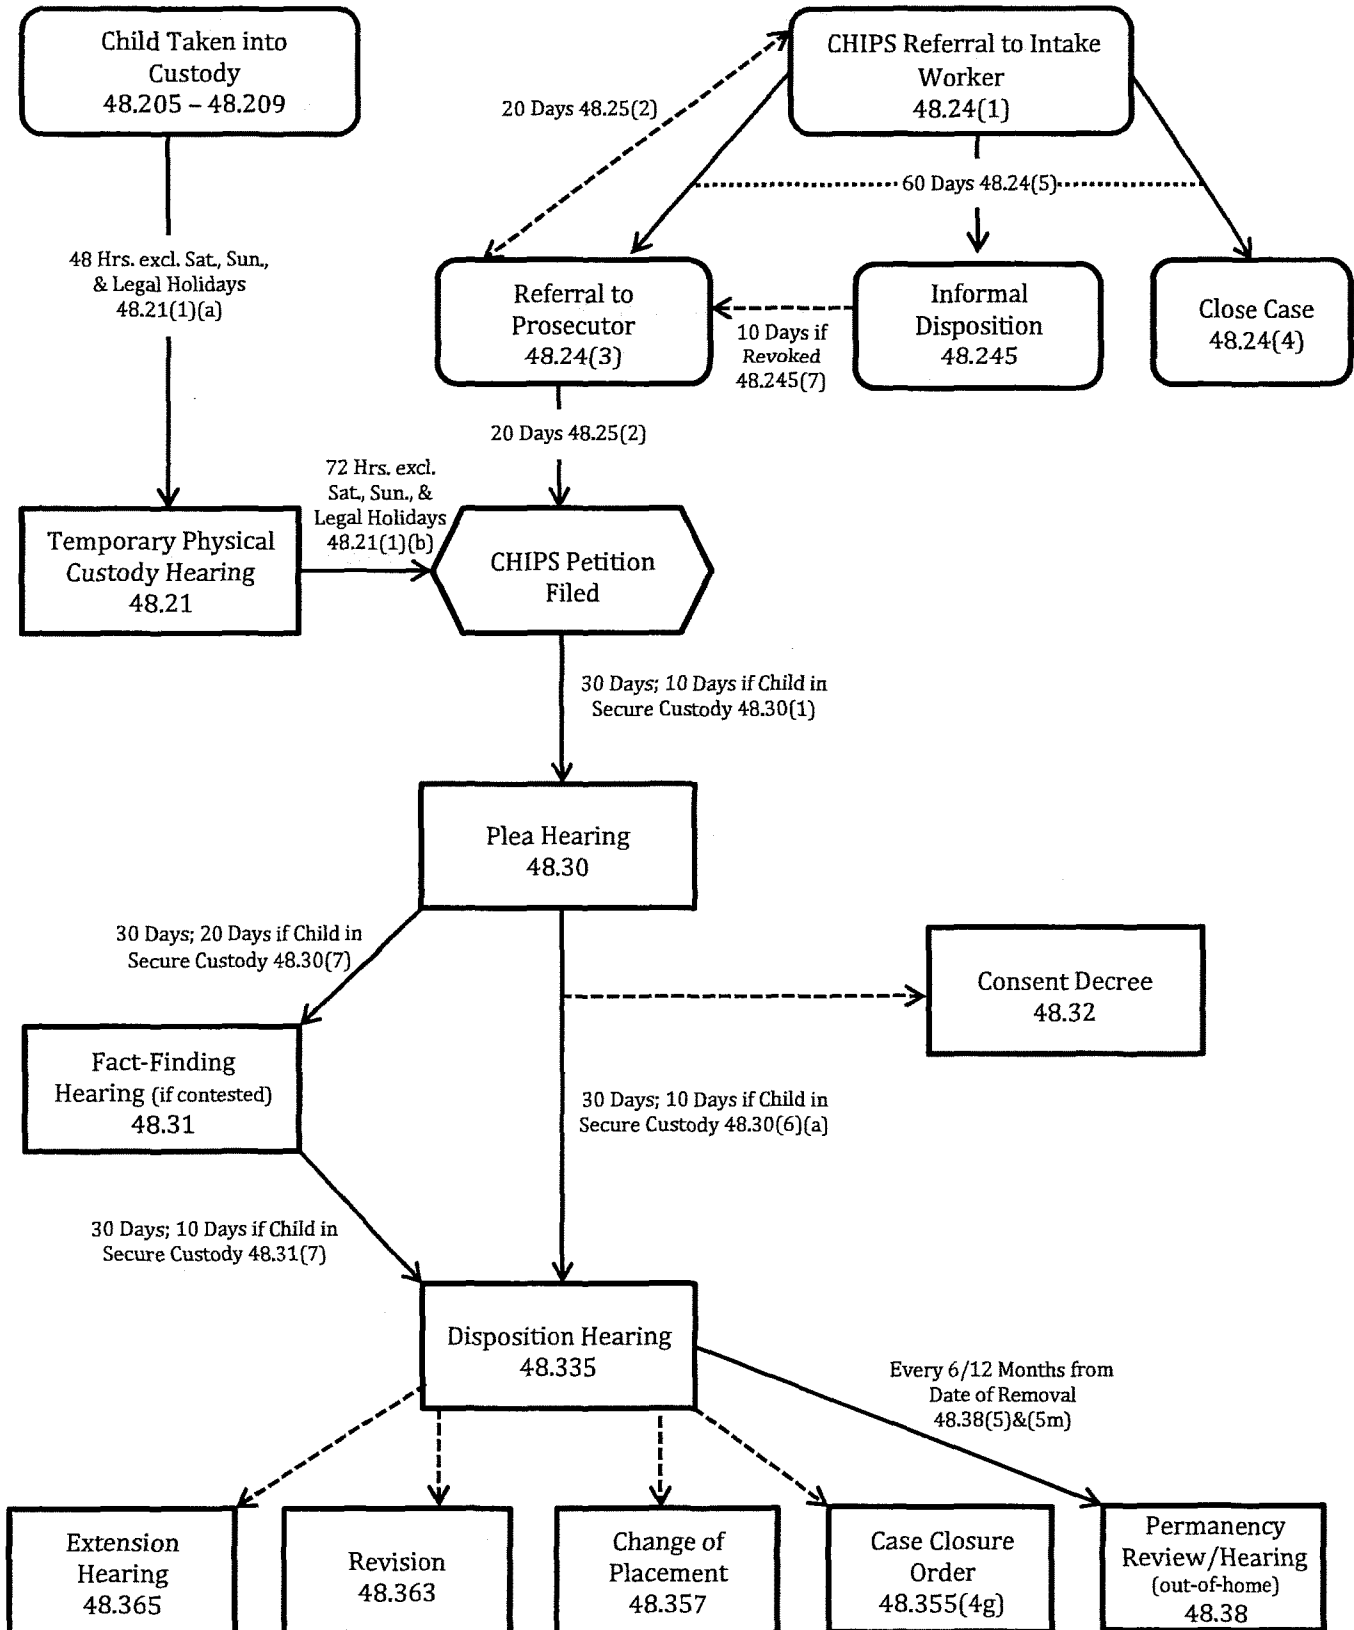 Child Taken into
Custody
48.205 – 48.209
CHIPS Referral to Intake
Worker
48.24(1)
20 Days 48.25(2)
60 Days 48.24(5)
48 Hrs. excl. Sat., Sun.,
& Legal Holidays
48.21(1)(a)
Referral to
Prosecutor
48.24(3)
10 Days if
Revoked
48.245(7)
Informal
Disposition
48.245
Close Case
48.24(4)
20 Days 48.25(2)
72 Hrs. excl.
Sat., Sun., &
Legal Holidays
48.21(1)(b)
Temporary Physical
Custody Hearing
48.21
CHIPS Petition
Filed
30 Days; 10 Days if Child in
Secure Custody 48.30(1)
Plea Hearing
48.30
30 Days; 20 Days if Child in
Secure Custody 48.30(7)
Consent Decree
48.32
Fact-Finding
Hearing (if contested)
48.31
30 Days; 10 Days if Child in
Secure Custody 48.30(6)(a)
30 Days; 10 Days if Child in
Secure Custody 48.31(7)
Disposition Hearing
48.335
Every 6/12 Months from
Date of Removal
48.38(5)&(5m)
Extension
Hearing
48.365
Revision
48.363
Change of
Placement
48.357
Case Closure
Order
48.355(4g)
Permanency
Review/Hearing
(out-of-home)
48.38